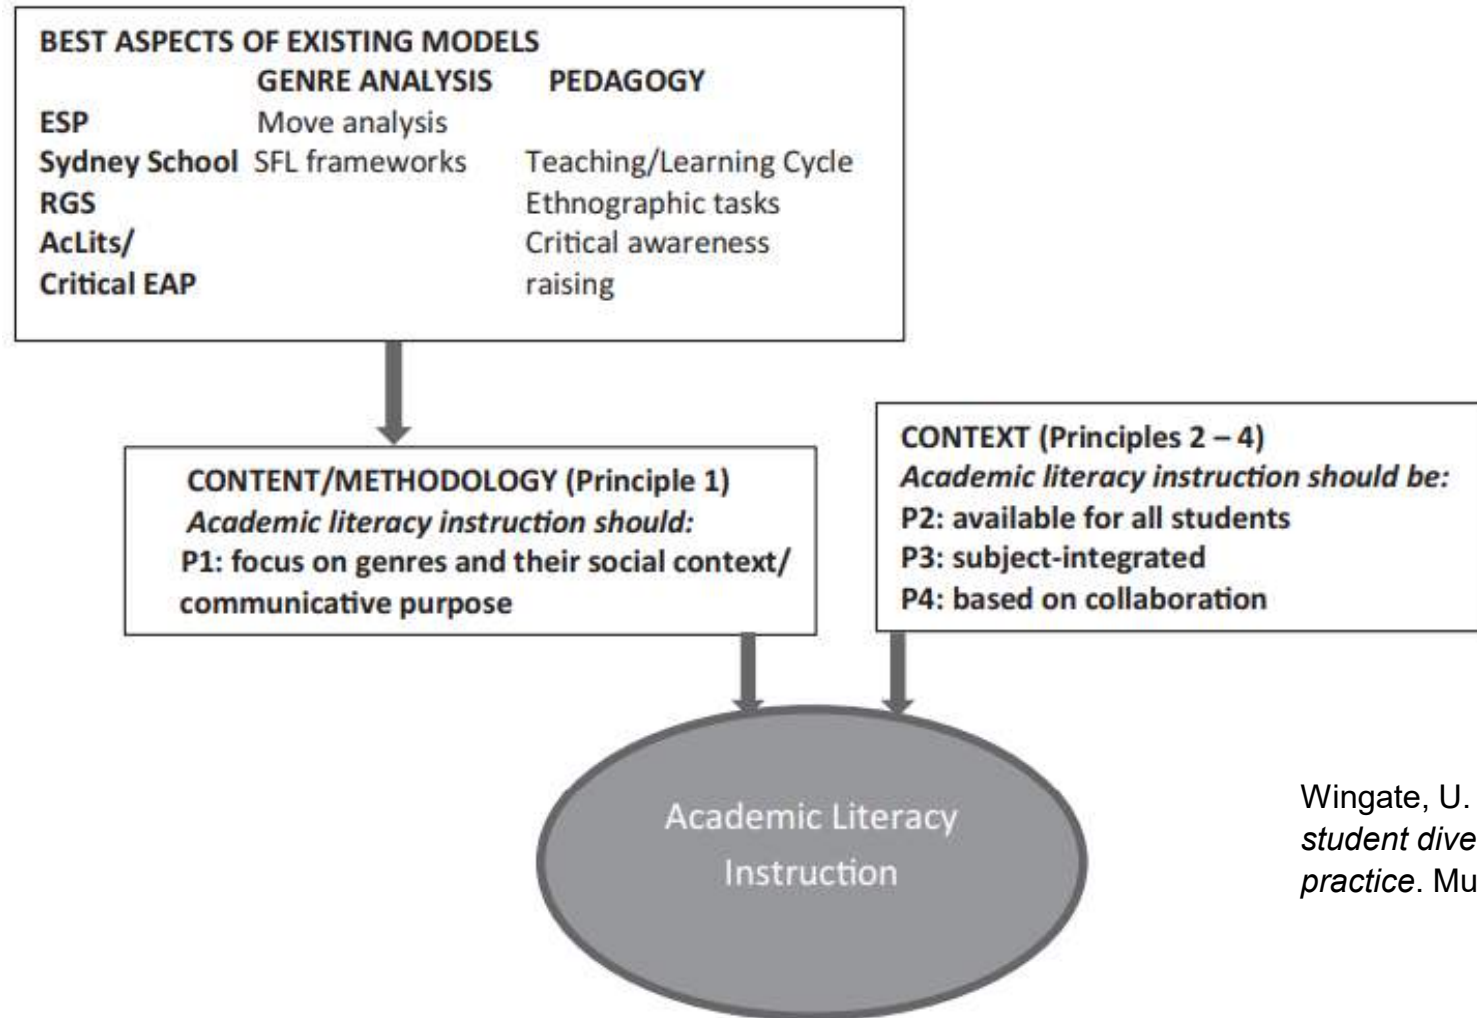 BEST ASPECTS OF EXISTING MODELS
GENRE ANALYSIS PEDAGOGY
ESP Move analysis
Sydney School SFL frameworks Teaching/Learning Cycle
RGS Ethnographic tasks
AcLits/ Critical awareness
Critical EAP raising
CONTENT/METHODOLOGY (Principle 1)
Academic literacy instruction should:
P1: focus on genres and their social context/
communicative purpose
CONTEXT (Principles 2 – 4)
Academic literacy instruction should be:
P2: available for all students
P3: subject-integrated
P4: based on collaboration
Academic Literacy
Instruction
Wingate, U.
student
practice.